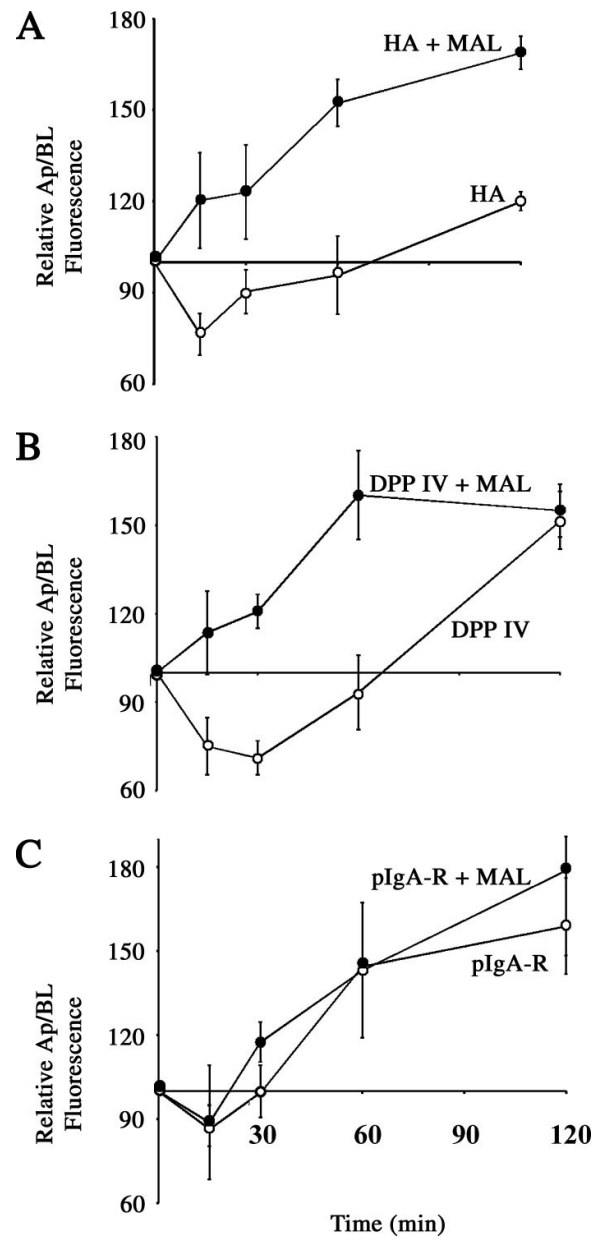 A
180
HA + MAL
150
HA
120
90
60
Relative Ap/BL
Fluorescence
B
180
DPP IV + MAL
150
DPP IV
120
90
60
Relative Ap/BL
Fluorescence
C
180
pIgA-R + MAL
150
pIgA-R
120
90
60
Relative Ap/BL
Fluorescence
30 60 90 120
Time (min)